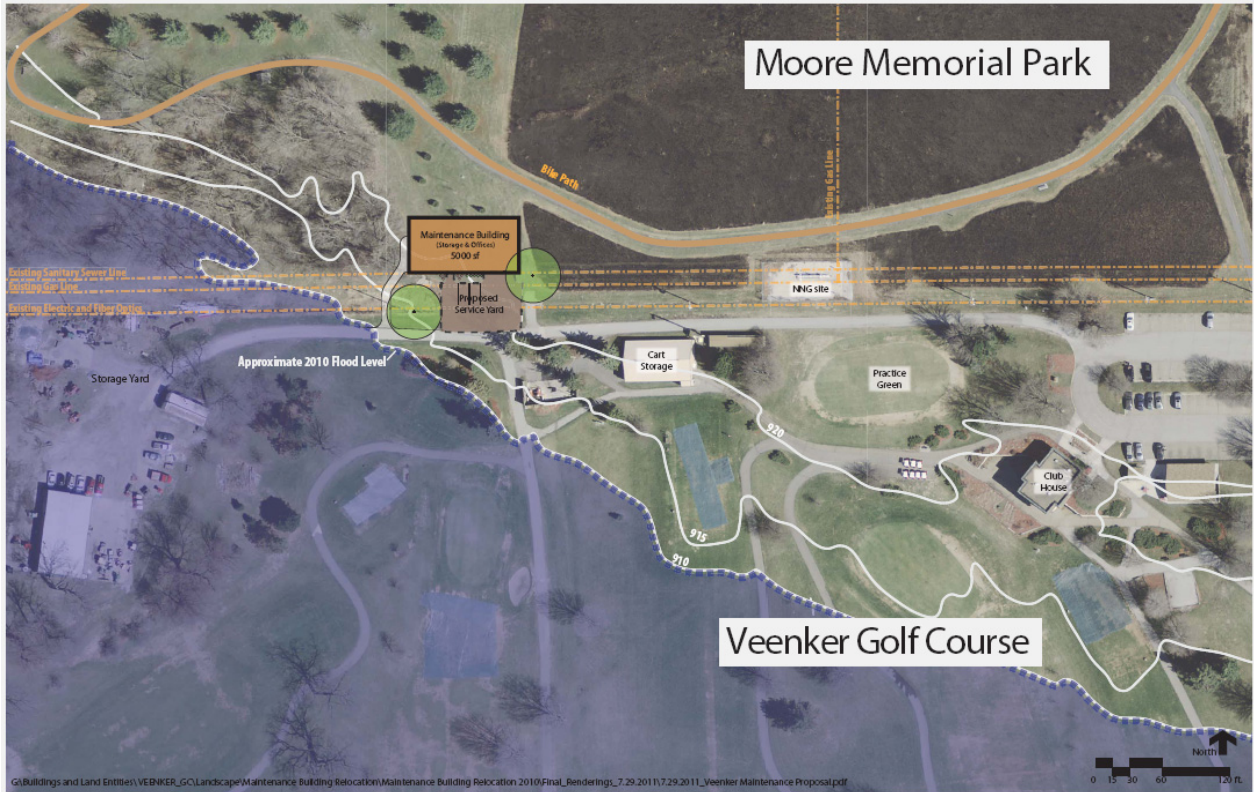 Moore Memorial Park
Bike Path
Existing Gas Line
Maintenance Building
(Storage & Offices)
5000 sf
Existing Sanitary Sewer Line
Existing Gas Line
Existing Electric and Fiber Optics
NNG site
Proposed
Service Yard
Approximate 2010 Flood Level
Storage Yard
Cart
Storage
Practice
Green
920
Club
House
915
910
Veenker Golf Course
North
0 15 30 60 120 ft.
G:\Buildings and Land Entities\VEENKER_GC\Landscape\Maintenance Building Relocation\Maintenance Building Relocation 2010\Final_Renderings_7.29.2011\7.29.2011_Veenker Maintenance Proposal.pdf